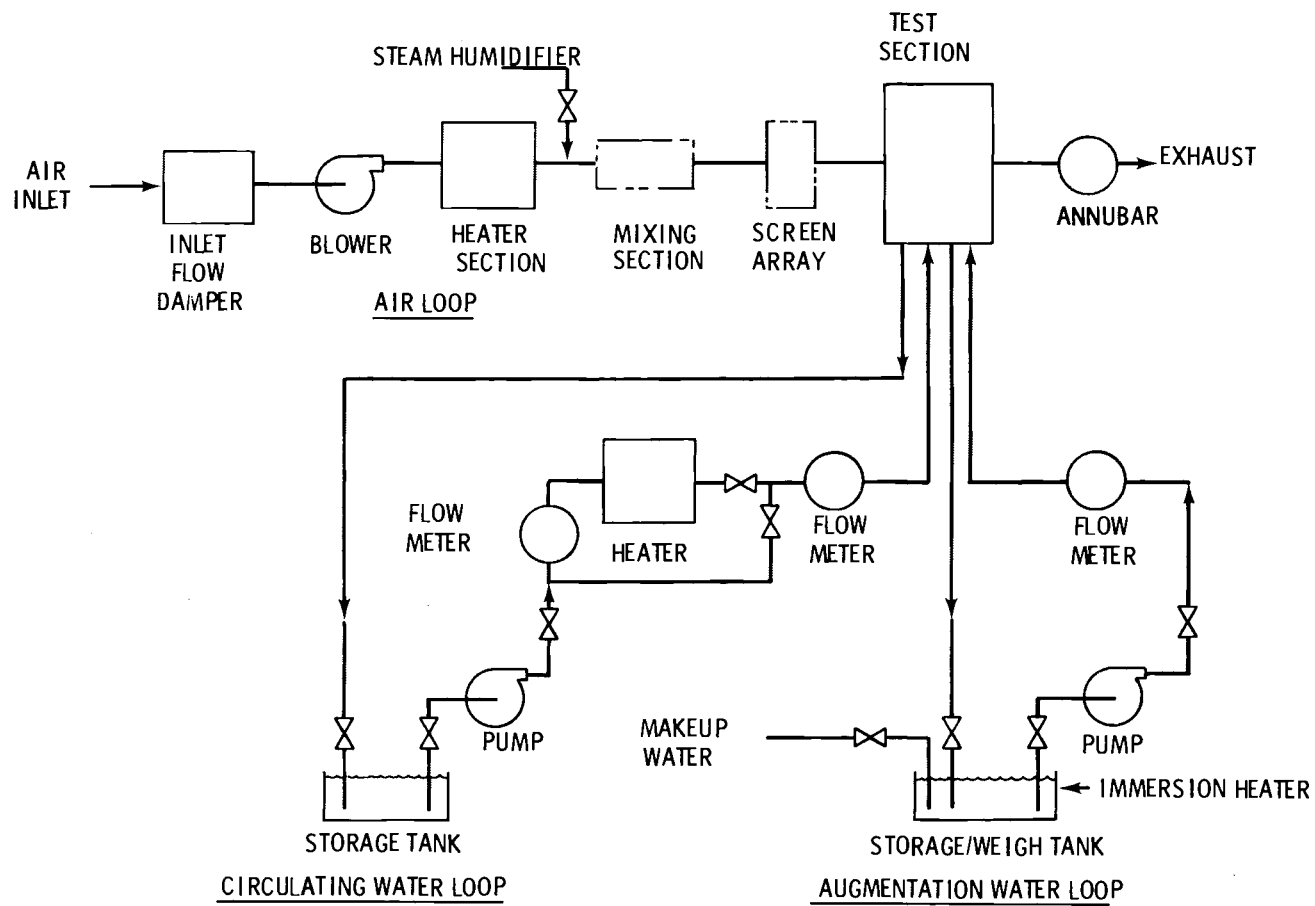 TEST
SECTION
STEAM HUMIDIFIER
AIR
INLET
EXHAUST
INLET
FLOW
DAMPER
BLOWER
HEATER
SECTION
MIXING
SECTION
SCREEN
ARRAY
ANNUBAR
AIR LOOP
FLOW
METER
HEATER
FLOW
METER
FLOW
METER
PUMP
MAKEUP
WATER
PUMP
IMMERSION HEATER
STORAGE TANK
STORAGE/WEIGH TANK
CIRCULATING WATER LOOP
AUGMENTATION WATER LOOP